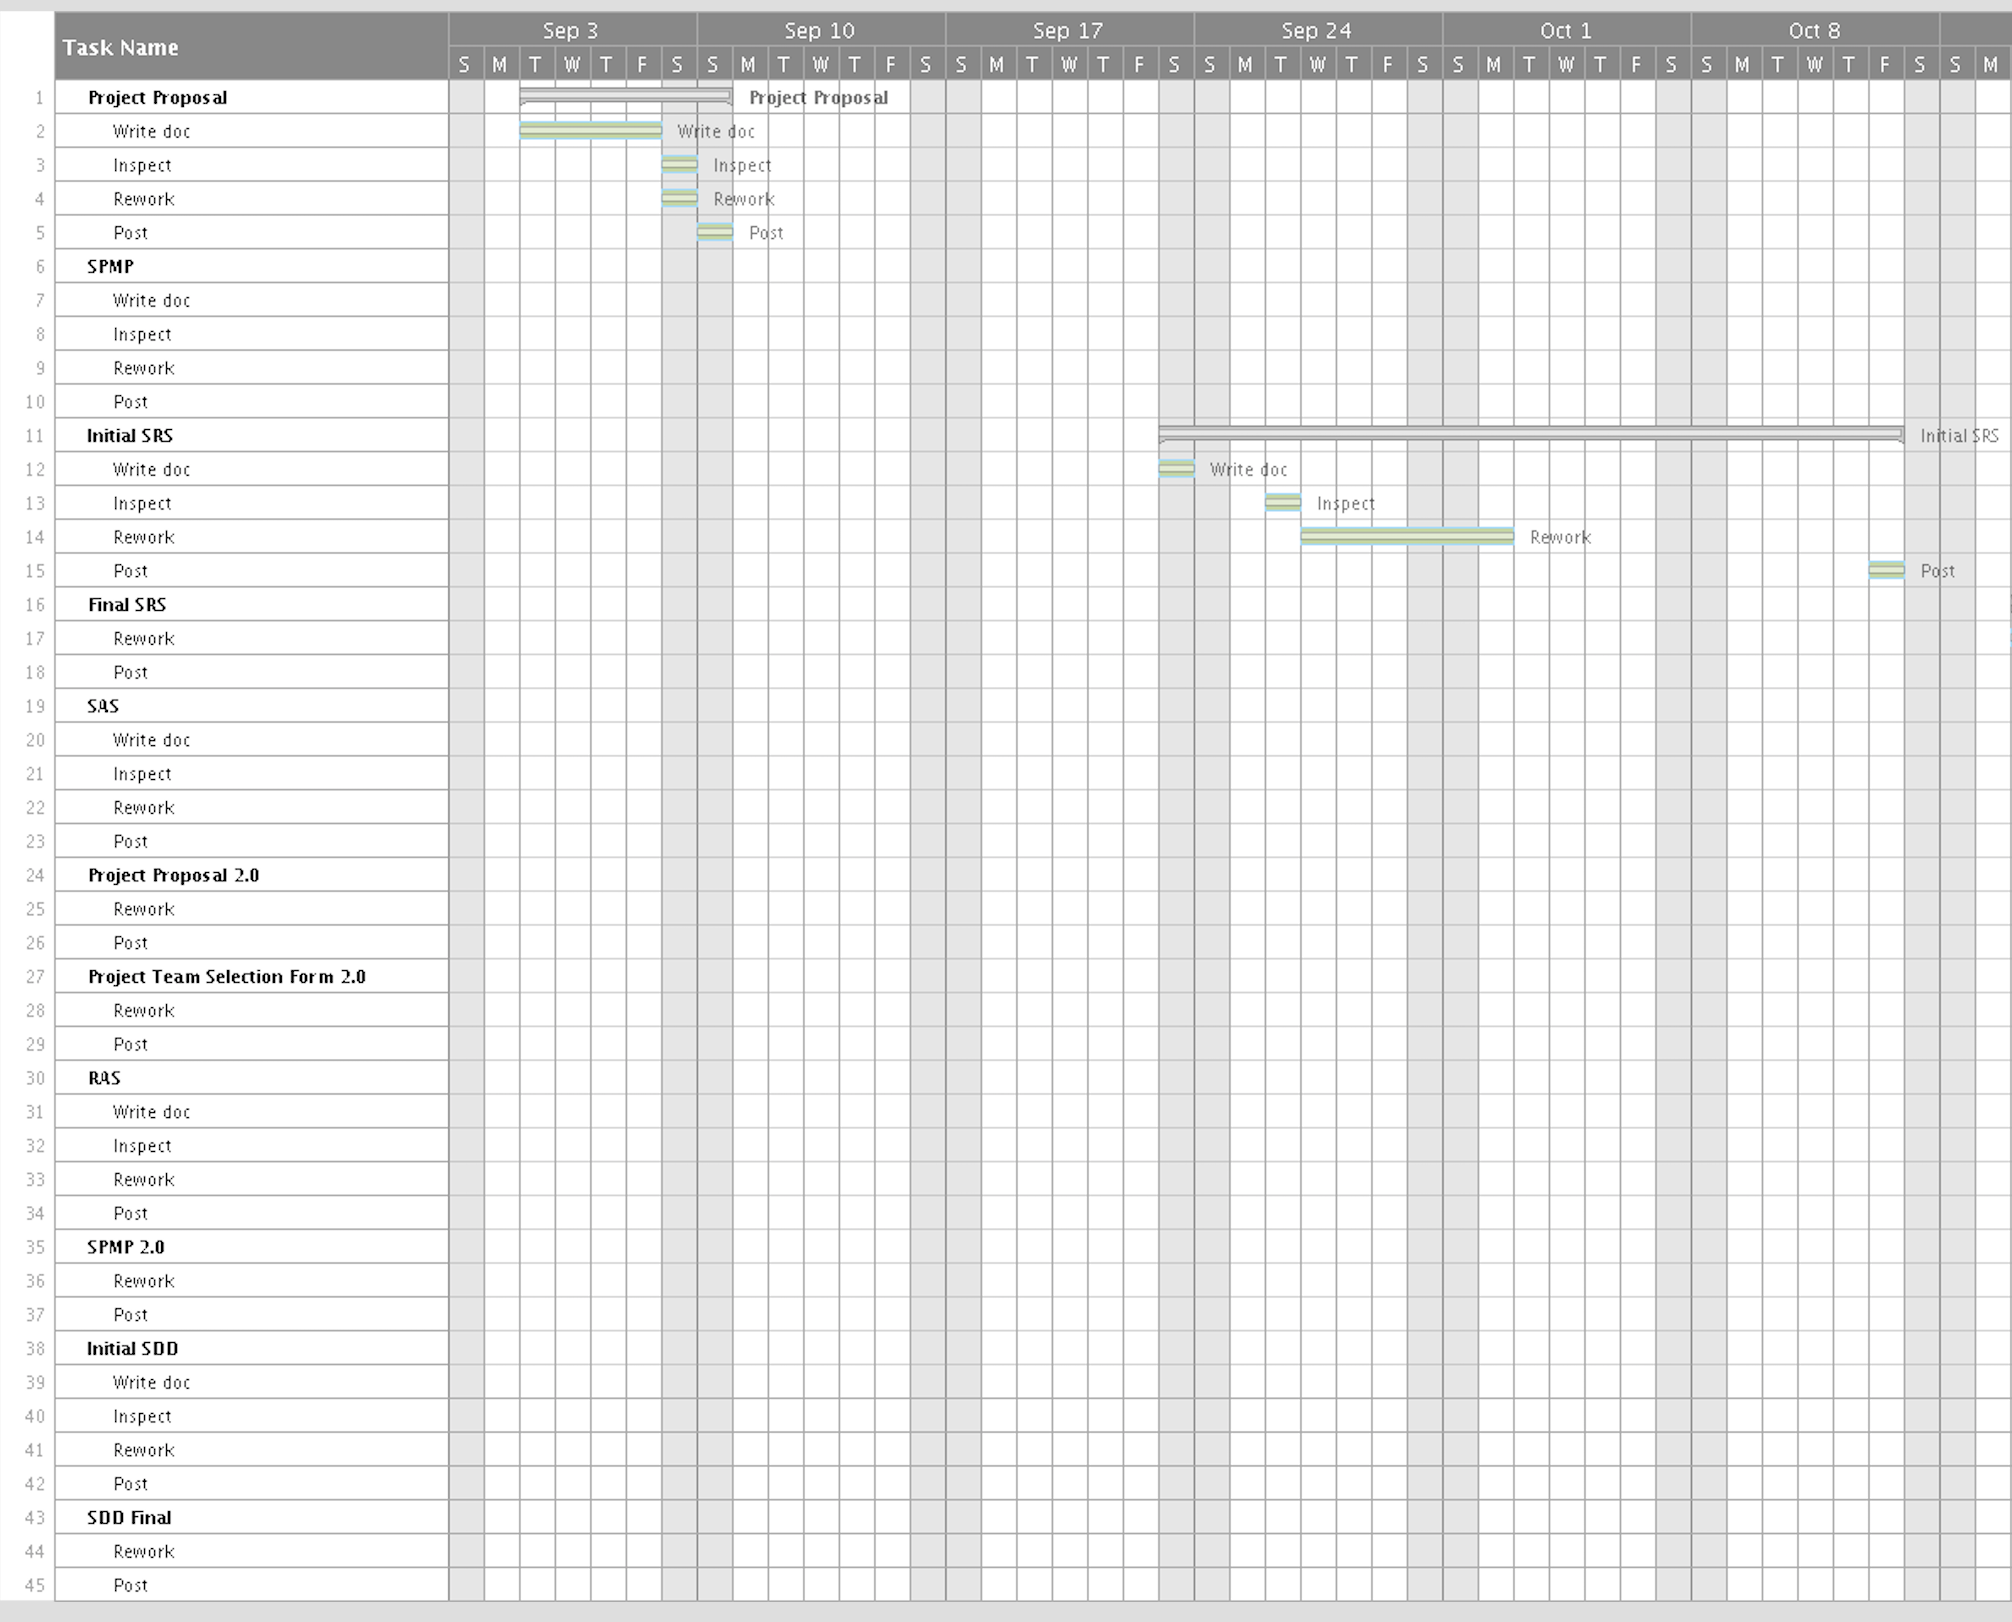 Task Name Sep 3 Sep 10 Sep 17 Sep 24 Oct 1 Oct 8
S M T W T F S S M T W T F S S M T W T F S S M T W T F S S M T W T F S S M T W T F S S M
1 Project Proposal Project Proposal
2 Write doc Write doc
3 Inspect Inspect
4 Rework Rework
5 Post Post
6 SPMP
7 Write doc
8 Inspect
9 Rework
10 Post
11 Initial SRS Initial SRS
12 Write doc Write doc
13 Inspect Inspect
14 Rework Rework
15 Post Post
16 Final SRS
17 Rework
18 Post
19 SAS
20 Write doc
21 Inspect
22 Rework
23 Post
24 Project Proposal 2.0
25 Rework
26 Post
27 Project Team Selection Form 2.0
28 Rework
29 Post
30 RAS
31 Write doc
32 Inspect
33 Rework
34 Post
35 SPMP 2.0
36 Rework
37 Post
38 Initial SDD
39 Write doc
40 Inspect
41 Rework
42 Post
43 SDD Final
44 Rework
45 Post